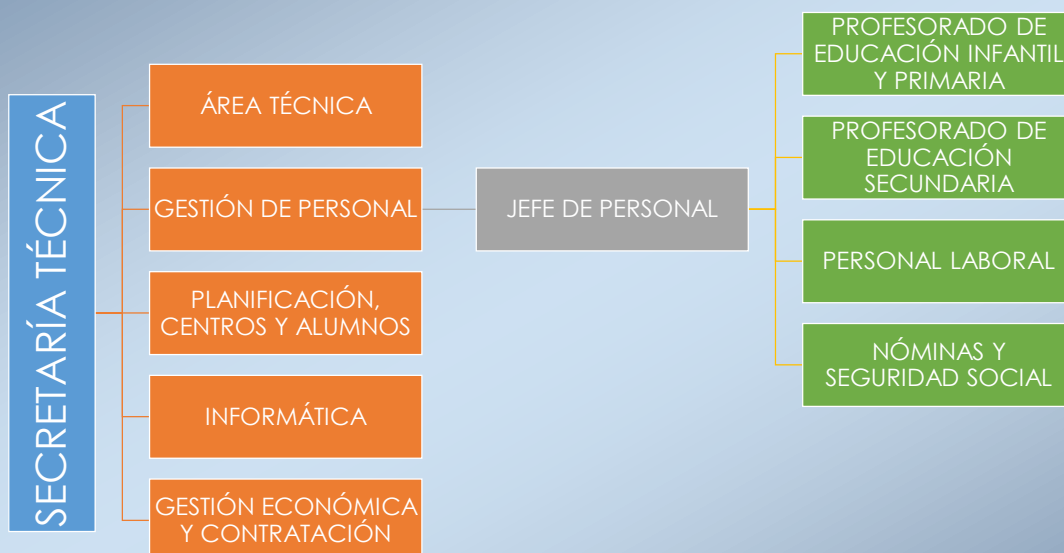 SECRETARÍA TÉCNICA
ÁREA TÉCNICA
GESTIÓN DE PERSONAL
PLANIFICACIÓN,
CENTROS Y ALUMNOS
INFORMÁTICA
GESTIÓN ECONÓMICA
Y CONTRATACIÓN
JEFE DE PERSONAL
PROFESORADO DE
EDUCACIÓN INFANTIL
Y PRIMARIA
PROFESORADO DE
EDUCACIÓN
SECUNDARIA
PERSONAL LABORAL
NÓMINAS Y
SEGURIDAD SOCIAL